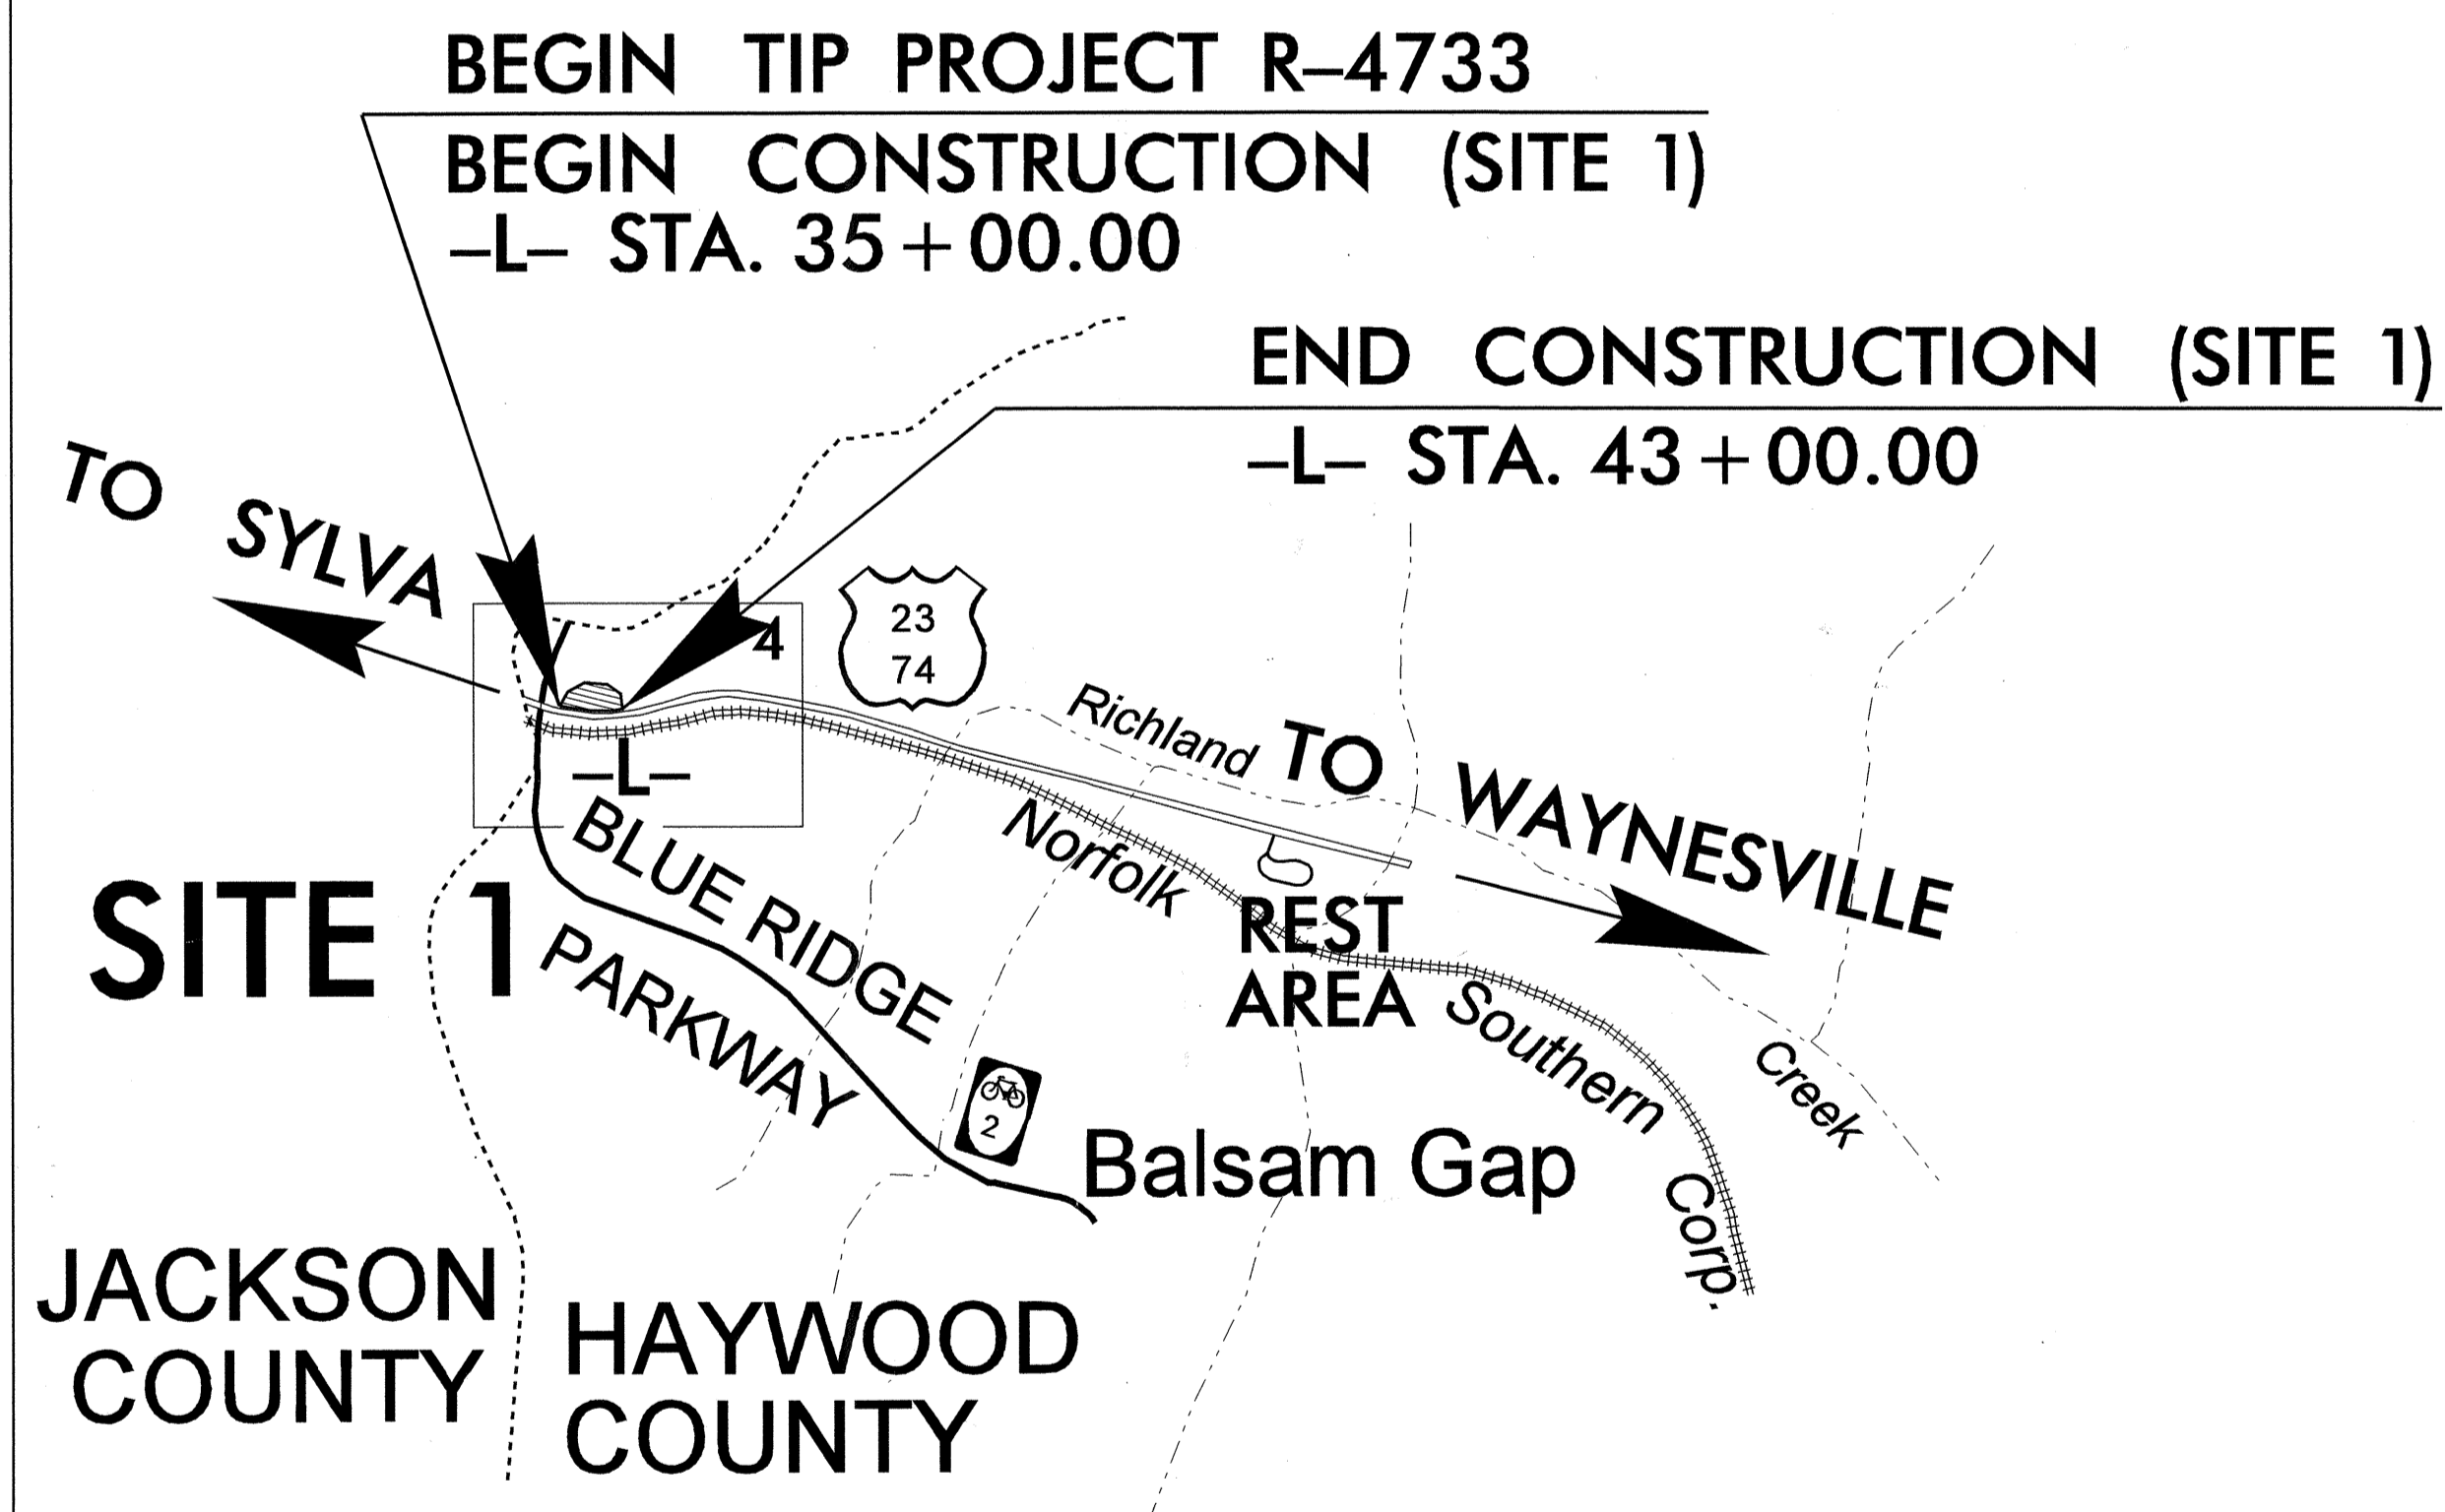 BEGIN TIP PROJECT R-4733
BEGIN CONSTRUCTION (SITE 1)
-L- STA. 35+00.00
END CONSTRUCTION (SITE 1)
-L- STA. 43+00.00
TO SYLVA
4
23
74
-L-
Richland
TO WAYNESVILLE
Norfolk
BLUE RIDGE
PARKWAY
SITE 1
REST
AREA
Southern
Creek
2
Balsam Gap
Corp.
JACKSON
COUNTY
HAYWOOD
COUNTY